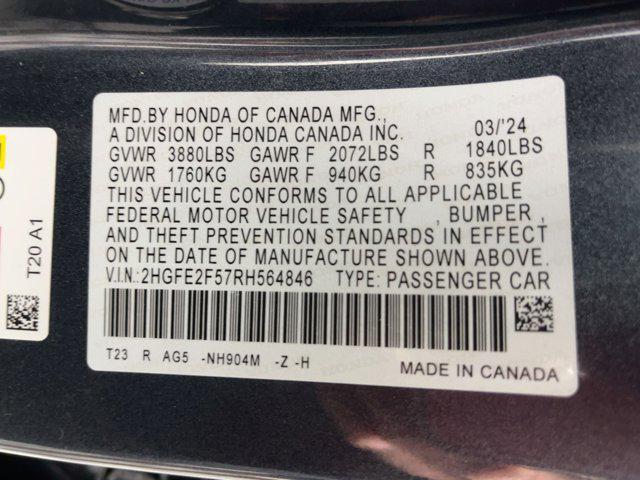 MFD.BY HONDA OF CANADA MFG.,
A DIVISION OF HONDA CANADA INC. 03/'24
GVWR 3880LBS GAWR F 2072LBS R 1840LBS
GVWR 1760KG GAWR F 940KG R 835KG
THIS VEHICLE CONFORMS TO ALL APPLICABLE
FEDERAL MOTOR VEHICLE SAFETY , BUMPER ,
AND THEFT PREVENTION STANDARDS IN EFFECT
ON THE DATE OF MANUFACTURE SHOWN ABOVE.
V.I.N.:2HGFE2F57RH564846 TYPE: PASSENGER CAR
T23 R AG5 -NH904M -Z -H
MADE IN CANADA
T20 A1